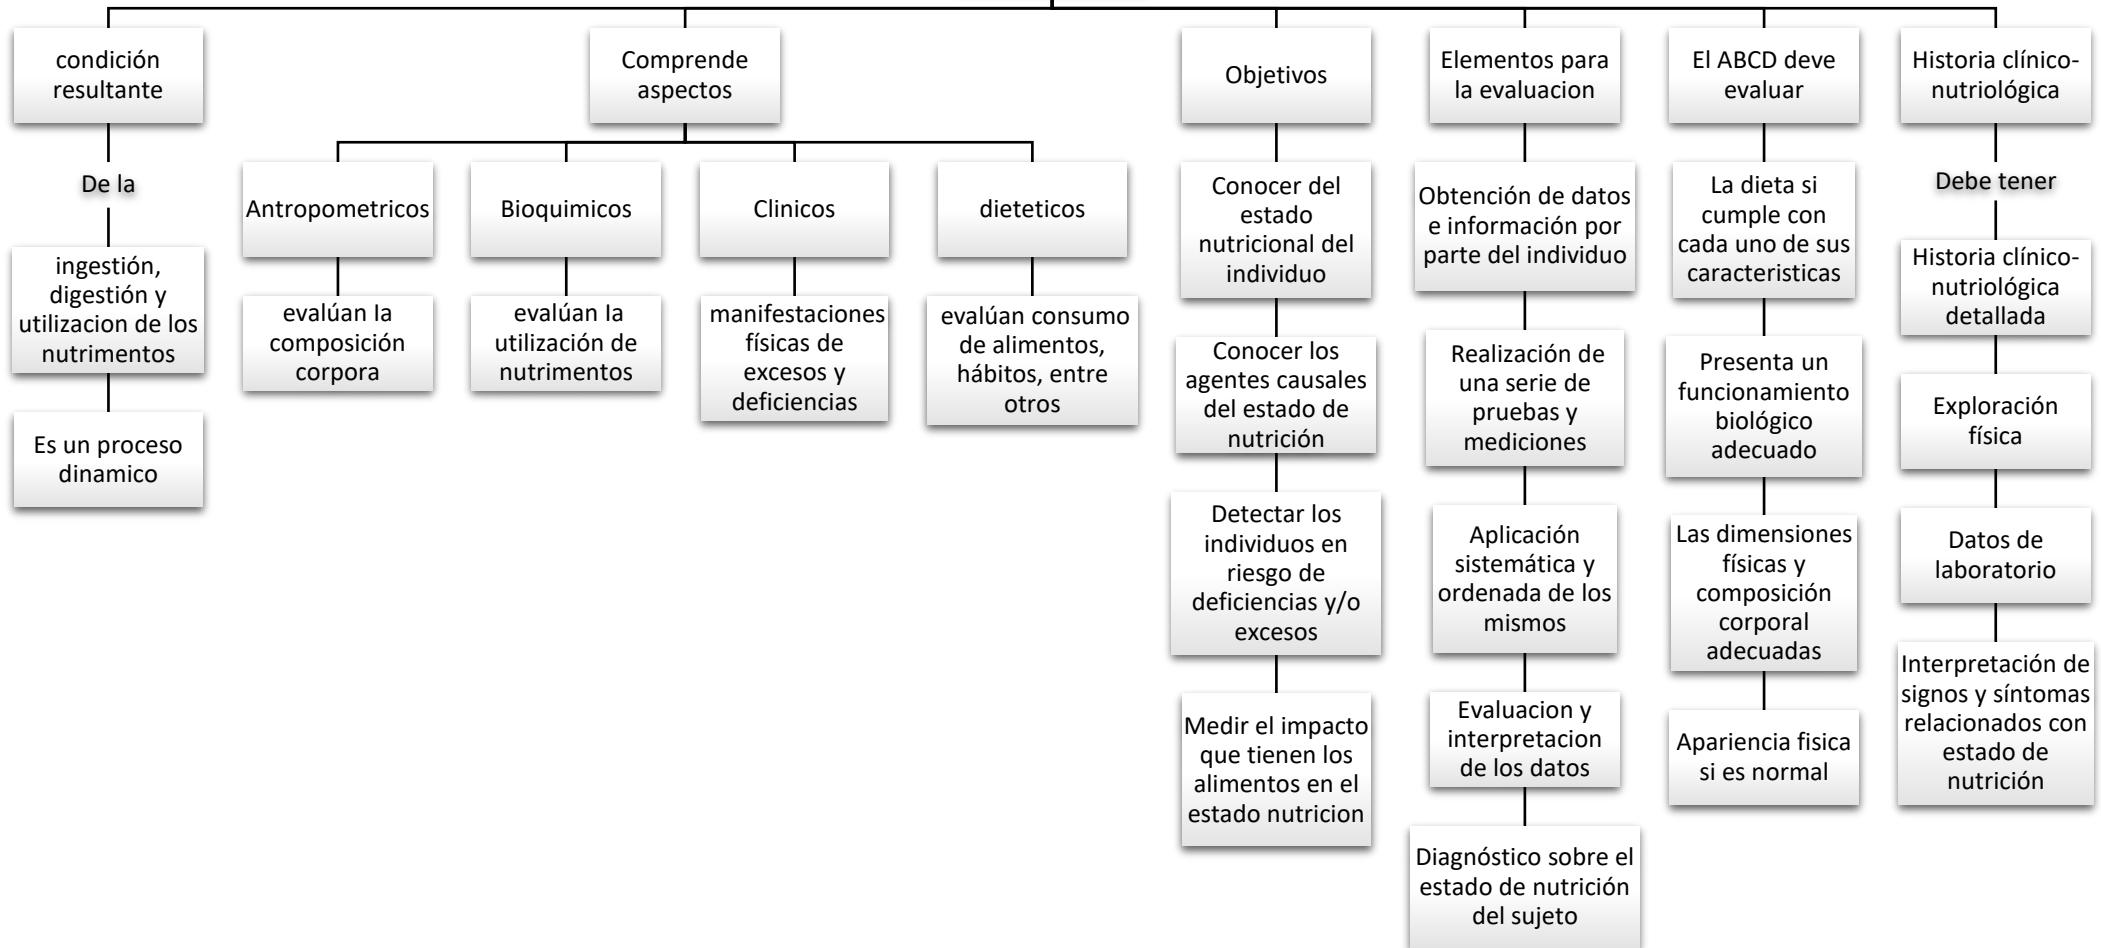 condición
resultante
De la
ingestión,
digestión y
utilizacion de los
nutrimentos
Es un proceso
dinamico
Comprende
aspectos
Antropometricos
evalúan la
composición
corpora
Bioquimicos
evalúan la
utilización de
nutrimentos
Clinicos
manifestaciones
físicas de
excesos y
deficiencias
dieteticos
evalúan consumo
de alimentos,
hábitos, entre
otros
Objetivos
Conocer del
estado
nutricional del
individuo
Conocer los
agentes causales
del estado de
nutrición
Detectar los
individuos en
riesgo de
deficiencias y/o
excesos
Medir el impacto
que tienen los
alimentos en el
estado nutricion
Elementos para
la evaluacion
Obtención de datos
e información por
parte del individuo
Realización de
una serie de
pruebas y
mediciones
Aplicación
sistemática y
ordenada de los
mismos
Evaluacion y
interpretacion
de los datos
Diagnóstico sobre el
estado de nutrición
del sujeto
El ABCD deve
evaluar
La dieta si
cumple con
cada uno de sus
caracteristicas
Presenta un
funcionamiento
biológico
adecuado
Las dimensiones
físicas y
composición
corporal
adecuadas
Apariencia fisica
si es normal
Historia clínico-
nutriológica
Debe tener
Historia clínico-
nutriológica
detallada
Exploración
física
Datos de
laboratorio
Interpretación de
signos y síntomas
relacionados con
estado de
nutrición